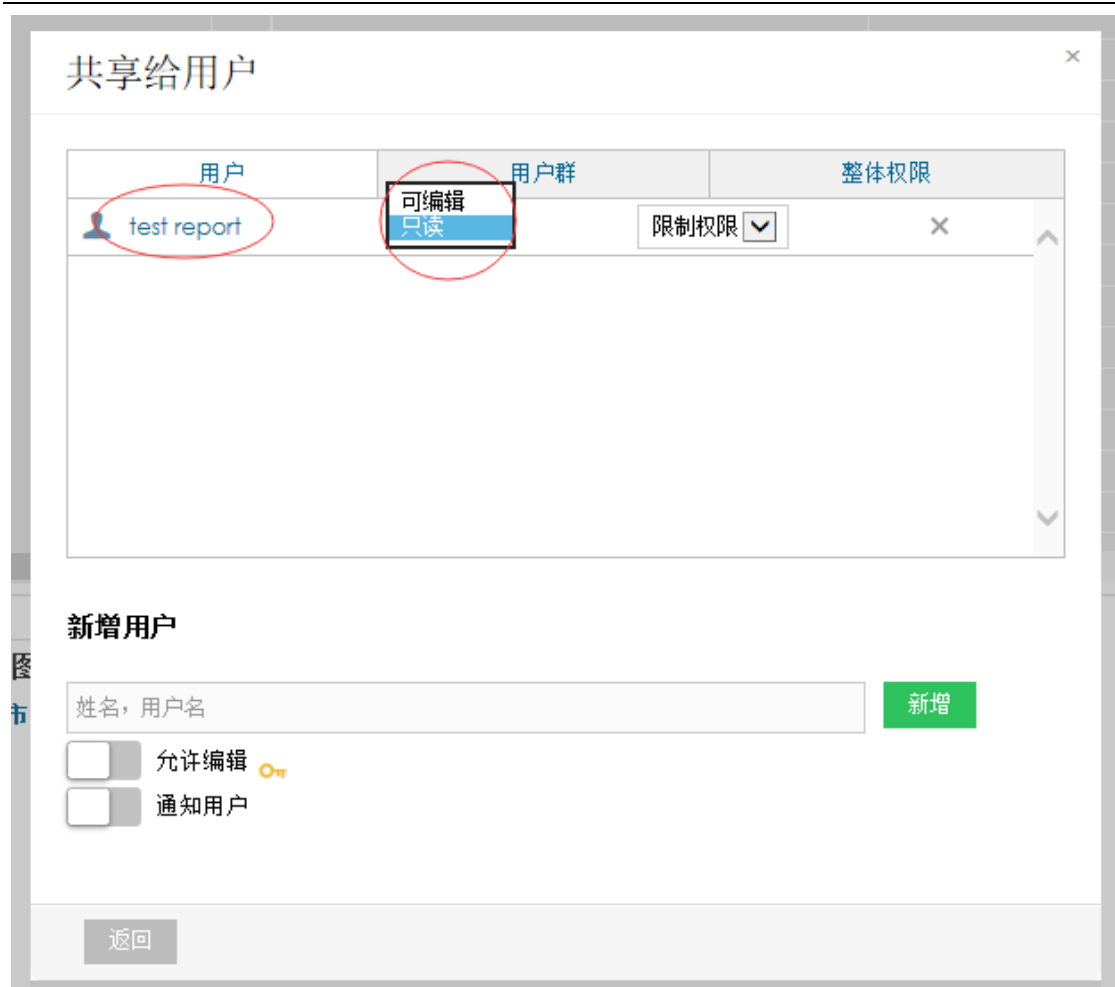 共享给用户
×
用户 用户群 整体权限
可编辑
test report 只读 限制权限 ×
新增用户
图
市
姓名，用户名 新增
允许编辑
通知用户
返回